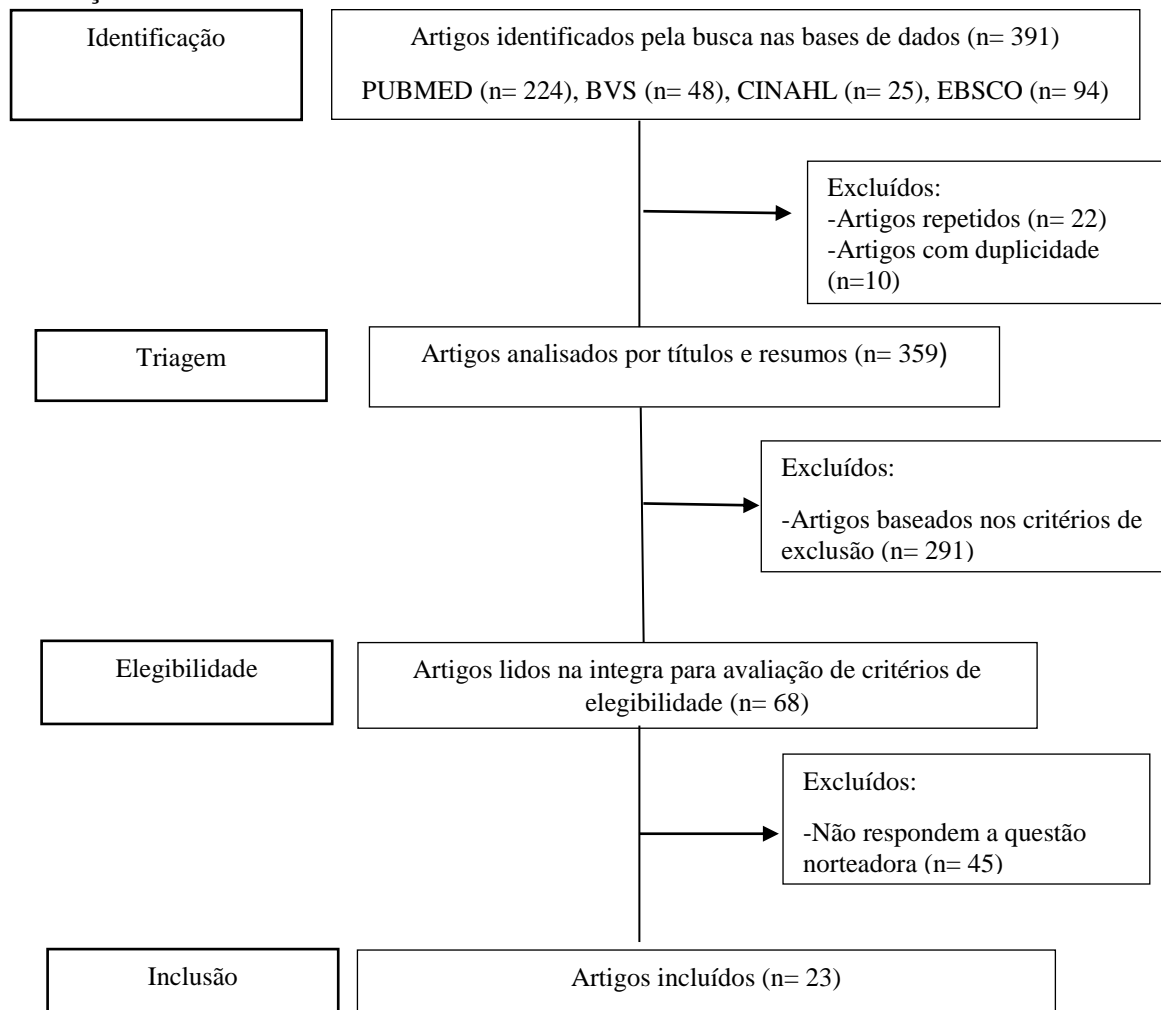 Identificação
Artigos identificados pela busca nas bases de dados (n= 391)
PUBMED (n= 224), BVS (n= 48), CINAHL (n= 25), EBSCO (n= 94)
Excluídos:
-Artigos repetidos (n= 22)
-Artigos com duplicidade
(n=10)
Triagem
Artigos analisados por títulos e resumos (n= 359)
Excluídos:
-Artigos baseados nos critérios de
exclusão (n= 291)
Elegibilidade
Artigos lidos na integra para avaliação de critérios de
elegibilidade (n= 68)
Excluídos:
-Não respondem a questão
norteadora (n= 45)
Inclusão
Artigos incluídos (n= 23)